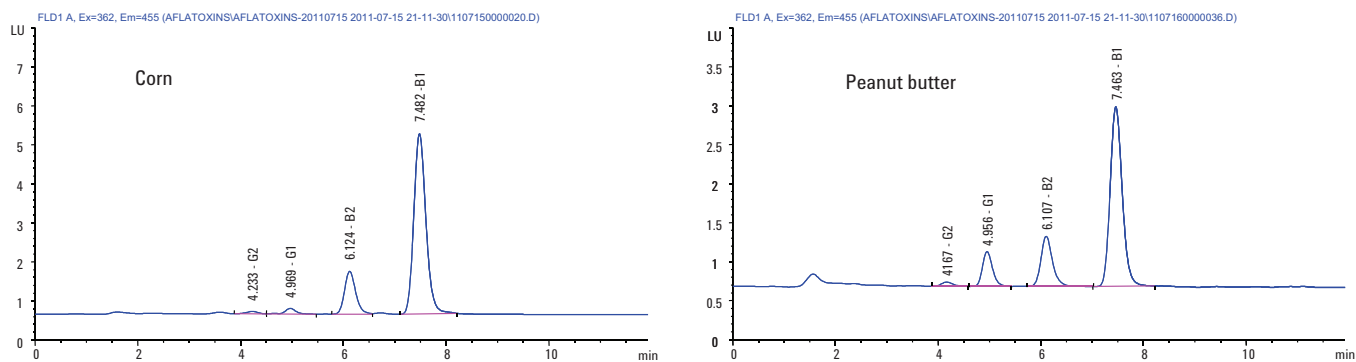 FLD1 A, Ex=362, Em=455 (AFLATOXINS\AFLATOXINS-20110715 2011-07-15 21-11-30\1107150000020.D)
LU
7
6
5
4
3
2
1
0
Corn
4.233 - G2
4.969 - G1
6.124 - B2
7.482 -B1
0 2 4 6 8 10 min
FLD1 A, Ex=362, Em=455 (AFLATOXINS\AFLATOXINS-20110715 2011-07-15 21-11-30\1107160000036.D)
LU
3.5
3
2.5
2
1.5
1
0.5
0
Peanut butter
4167 - G2
4.956 - G1
6.107 - B2
7.463 - B1
0 2 4 6 8 10 min